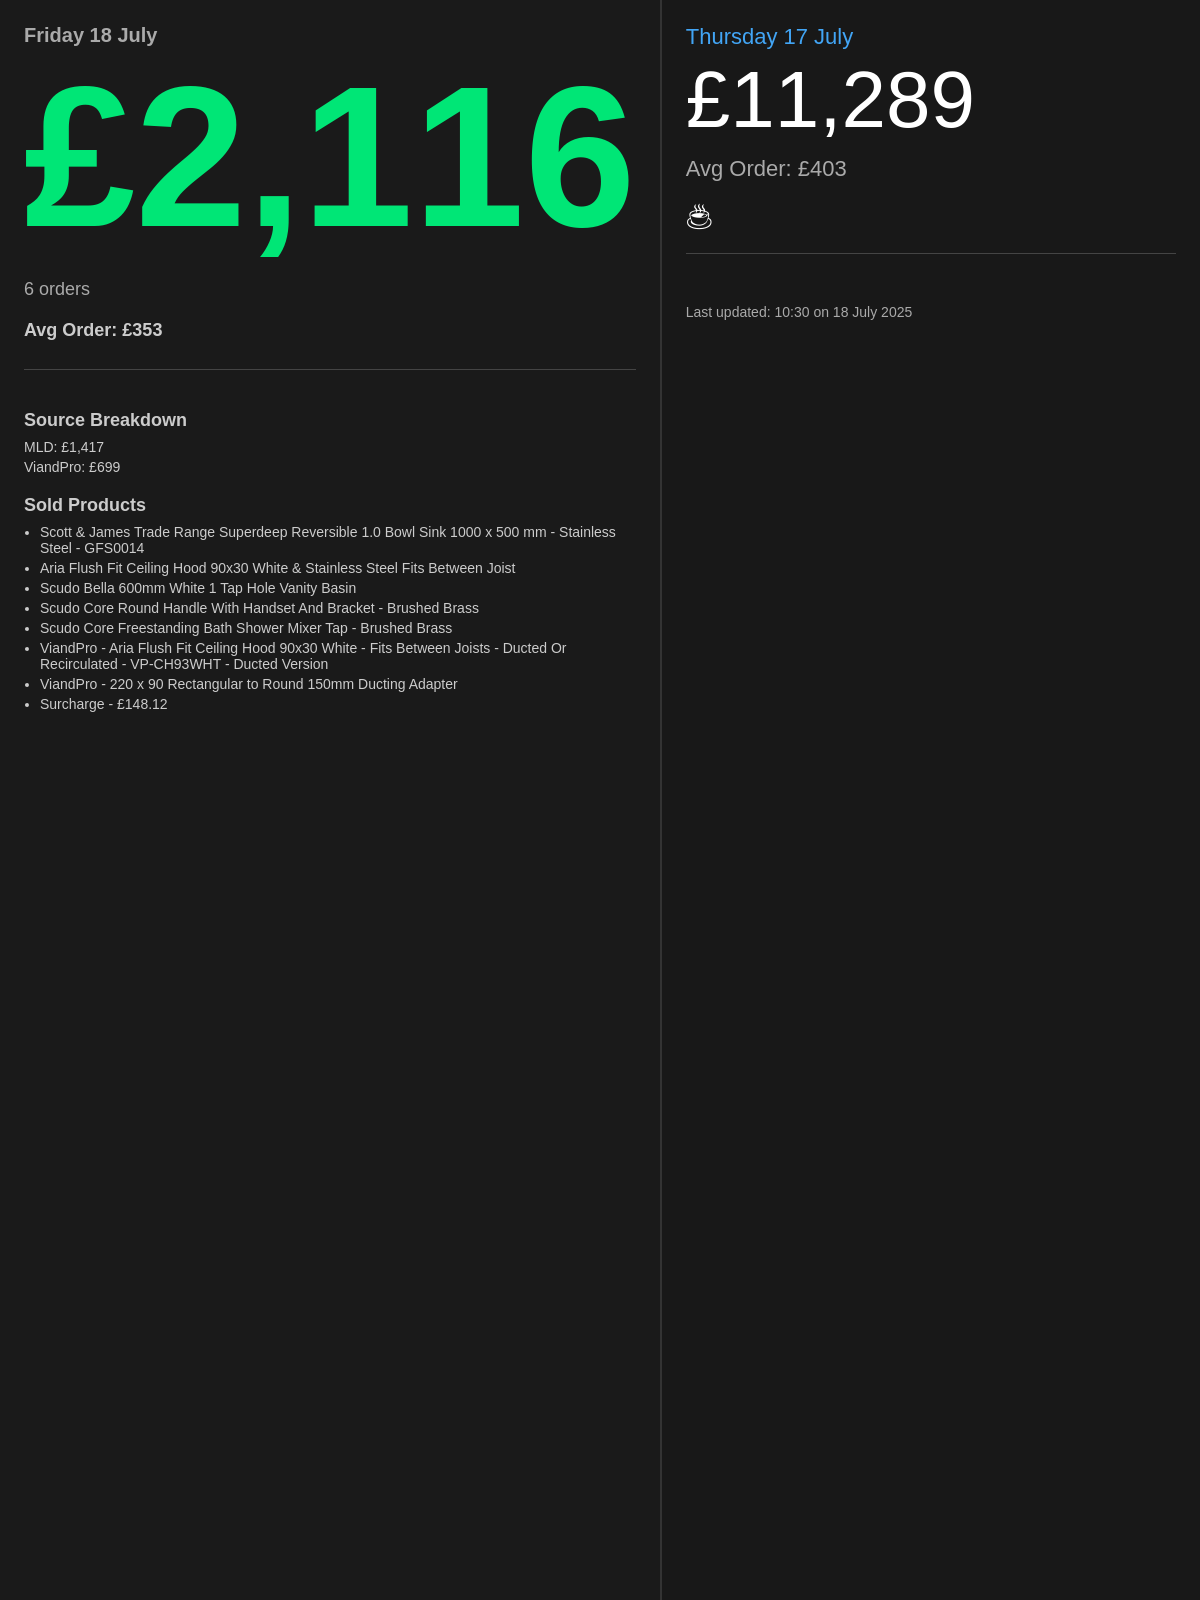 Friday 18 July
£2,116
6 orders
Avg Order: £353
Source Breakdown
MLD: £1,417
ViandPro: £699
Sold Products
• Scott & James Trade Range Superdeep Reversible 1.0 Bowl Sink 1000 x 500 mm - Stainless
Steel - GFS0014
• Aria Flush Fit Ceiling Hood 90x30 White & Stainless Steel Fits Between Joist
• Scudo Bella 600mm White 1 Tap Hole Vanity Basin
• Scudo Core Round Handle With Handset And Bracket - Brushed Brass
• Scudo Core Freestanding Bath Shower Mixer Tap - Brushed Brass
• ViandPro - Aria Flush Fit Ceiling Hood 90x30 White - Fits Between Joists - Ducted Or
Recirculated - VP-CH93WHT - Ducted Version
• ViandPro - 220 x 90 Rectangular to Round 150mm Ducting Adapter
• Surcharge - £148.12
Thursday 17 July
£11,289
Avg Order: £403
☕
Last updated: 10:30 on 18 July 2025